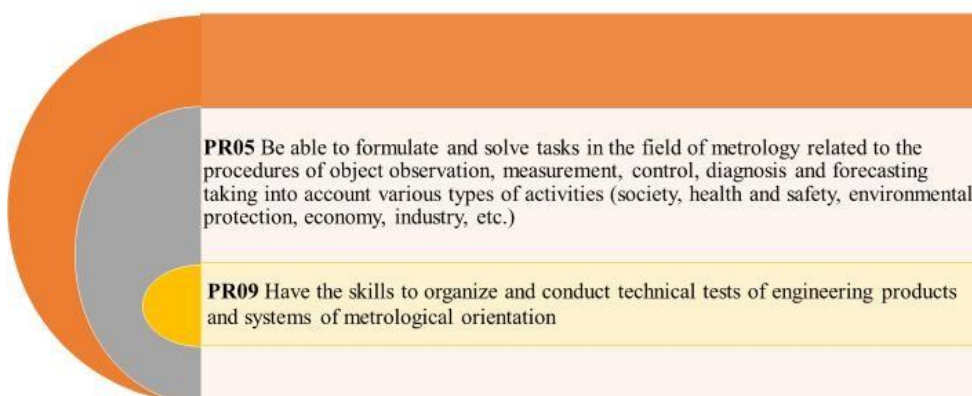 PR05 Be able to formulate and solve tasks in the field of metrology related to the
procedures of object observation, measurement, control, diagnosis and forecasting
taking into account various types of activities (society, health and safety, environmental
protection, economy, industry, etc.)
PR09 Have the skills to organize and conduct technical tests of engineering products
and systems of metrological orientation